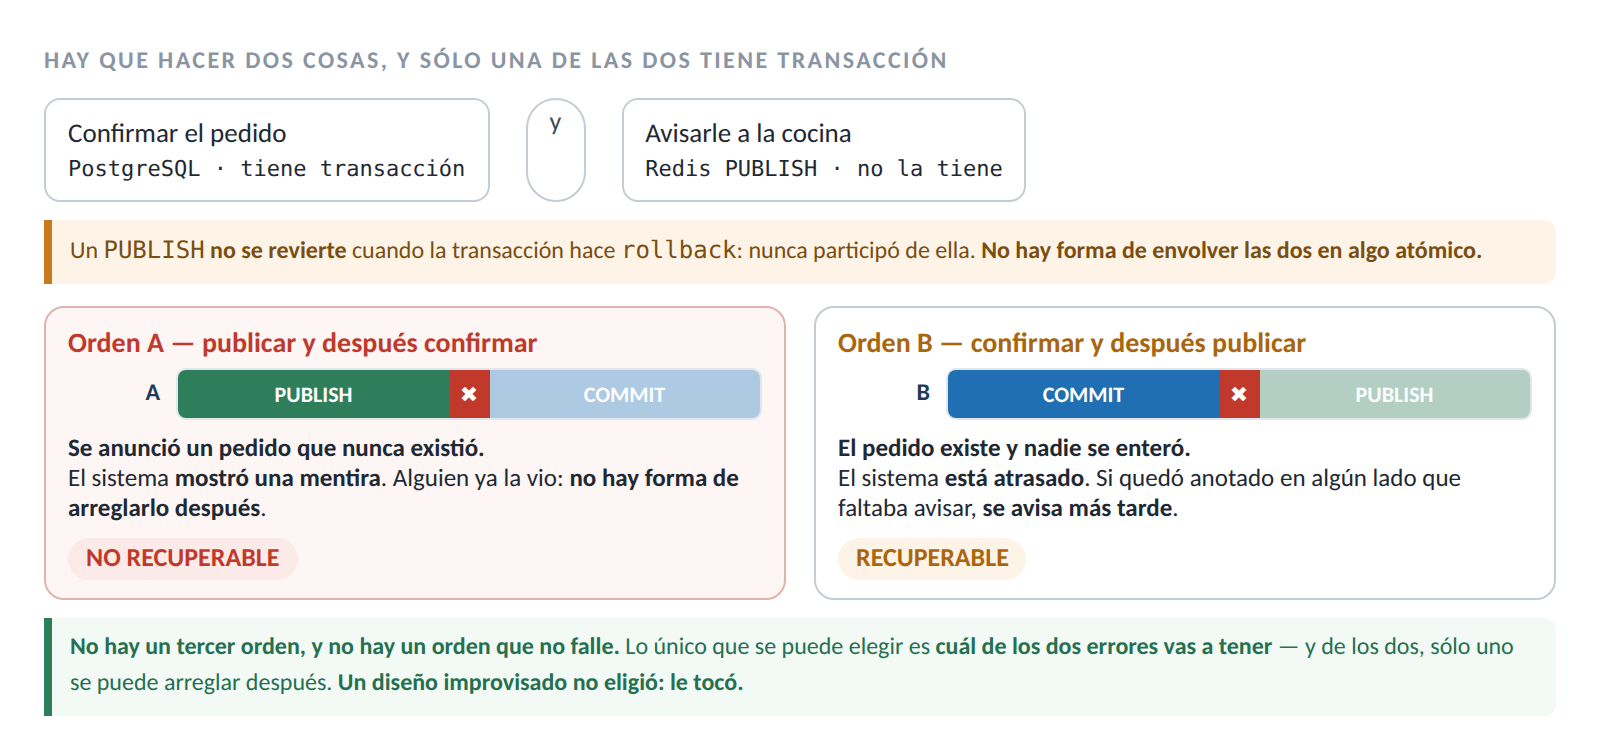 HAY QUE HACER DOS COSAS, Y SÓLO UNA DE LAS DOS TIENE TRANSACCIÓN
Confirmar el pedido
PostgreSQL · tiene transacción
y
Avisarle a la cocina
Redis PUBLISH · no la tiene
Un PUBLISH no se revierte cuando la transacción hace rollback: nunca participó de ella. No hay forma de envolver las dos en algo atómico.
Orden A — publicar y después confirmar
A PUBLISH ✖ COMMIT
Se anunció un pedido que nunca existió.
El sistema mostró una mentira. Alguien ya la vio: no hay forma de
arreglarlo después.
NO RECUPERABLE
Orden B — confirmar y después publicar
B COMMIT ✖ PUBLISH
El pedido existe y nadie se enteró.
El sistema está atrasado. Si quedó anotado en algún lado que
faltaba avisar, se avisa más tarde.
RECUPERABLE
No hay un tercer orden, y no hay un orden que no falle. Lo único que se puede elegir es cuál de los dos errores vas a tener — y de los dos, sólo uno
se puede arreglar después. Un diseño improvisado no eligió: le tocó.